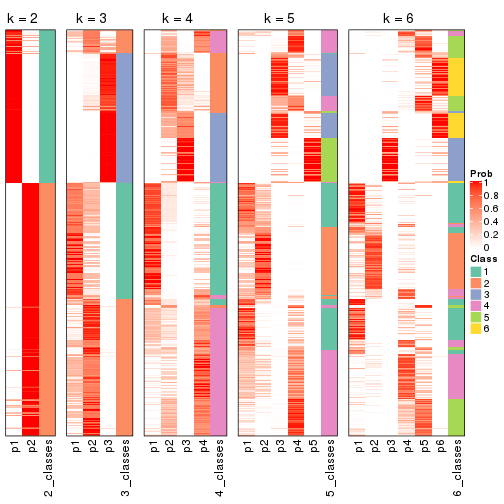 k = 2
k = 3
k = 4
k = 5
k = 6
Prob
1
0.8
0.6
0.4
0.2
0
Class
1
2
3
4
5
6
p1
p2
2_classes
p1
p2
p3
3_classes
p1
p2
p3
p4
4_classes
p1
p2
p3
p4
p5
5_classes
p1
p2
p3
p4
p5
p6
6_classes